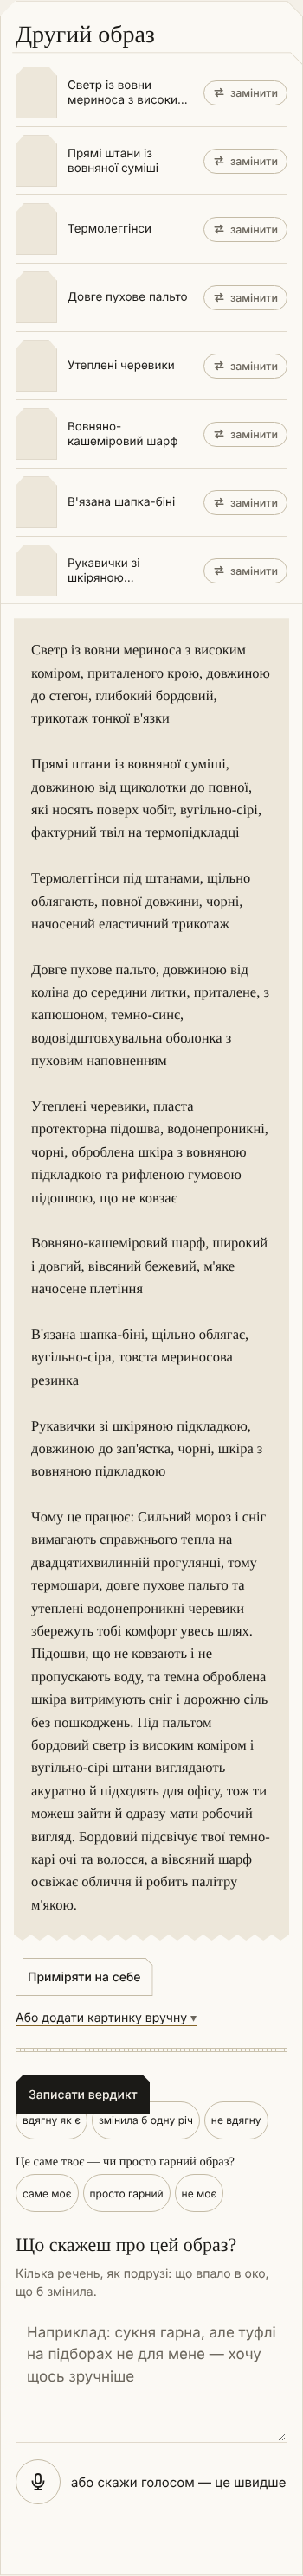 Другий образ
Светр із вовни
мериноса з високи...
замінити
Прямі штани із
вовняної суміші
замінити
Термолеггінси
замінити
Довге пухове пальто
замінити
Утеплені черевики
замінити
Вовняно-
кашеміровий шарф
замінити
В'язана шапка-біні
замінити
Рукавички зі
шкіряною...
замінити
Светр із вовни мериноса з високим
коміром, приталеного крою, довжиною
до стегон, глибокий бордовий,
трикотаж тонкої в'язки
Прямі штани із вовняної суміші,
довжиною від щиколотки до повної,
які носять поверх чобіт, вугільно-сірі,
фактурний твіл на термопідкладці
Термолеггінси під штанами, щільно
облягають, повної довжини, чорні,
начосений еластичний трикотаж
Довге пухове пальто, довжиною від
коліна до середини литки, приталене, з
капюшоном, темно-синє,
водовідштовхувальна оболонка з
пуховим наповненням
Утеплені черевики, пласта
протекторна підошва, водонепроникні,
чорні, оброблена шкіра з вовняною
підкладкою та рифленою гумовою
підошвою, що не ковзає
Вовняно-кашеміровий шарф, широкий
і довгий, вівсяний бежевий, м'яке
начосене плетіння
В'язана шапка-біні, щільно облягає,
вугільно-сіра, товста мериносова
резинка
Рукавички зі шкіряною підкладкою,
довжиною до зап'ястка, чорні, шкіра з
вовняною підкладкою
Чому це працює: Сильний мороз і сніг
вимагають справжнього тепла на
двадцятихвилинній прогулянці, тому
термошари, довге пухове пальто та
утеплені водонепроникні черевики
збережуть тобі комфорт увесь шлях.
Підошви, що не ковзають і не
пропускають воду, та темна оброблена
шкіра витримують сніг і дорожню сіль
без пошкоджень. Під пальтом
бордовий светр із високим коміром і
вугільно-сірі штани виглядають
акуратно й підходять для офісу, тож ти
можеш зайти й одразу мати робочий
вигляд. Бордовий підсвічує твої темно-
карі очі та волосся, а вівсяний шарф
освіжає обличчя й робить палітру
м'якою.
Приміряти на себе
Або додати картинку вручну ▾
Записати вердикт
вдягну як є
змінила б одну річ
не вдягну
Це саме твоє — чи просто гарний образ?
саме моє
просто гарний
не моє
Що скажеш про цей образ?
Кілька речень, як подрузі: що впало в око,
що б змінила.
Наприклад: сукня гарна, але туфлі
на підборах не для мене — хочу
щось зручніше
або скажи голосом — це швидше